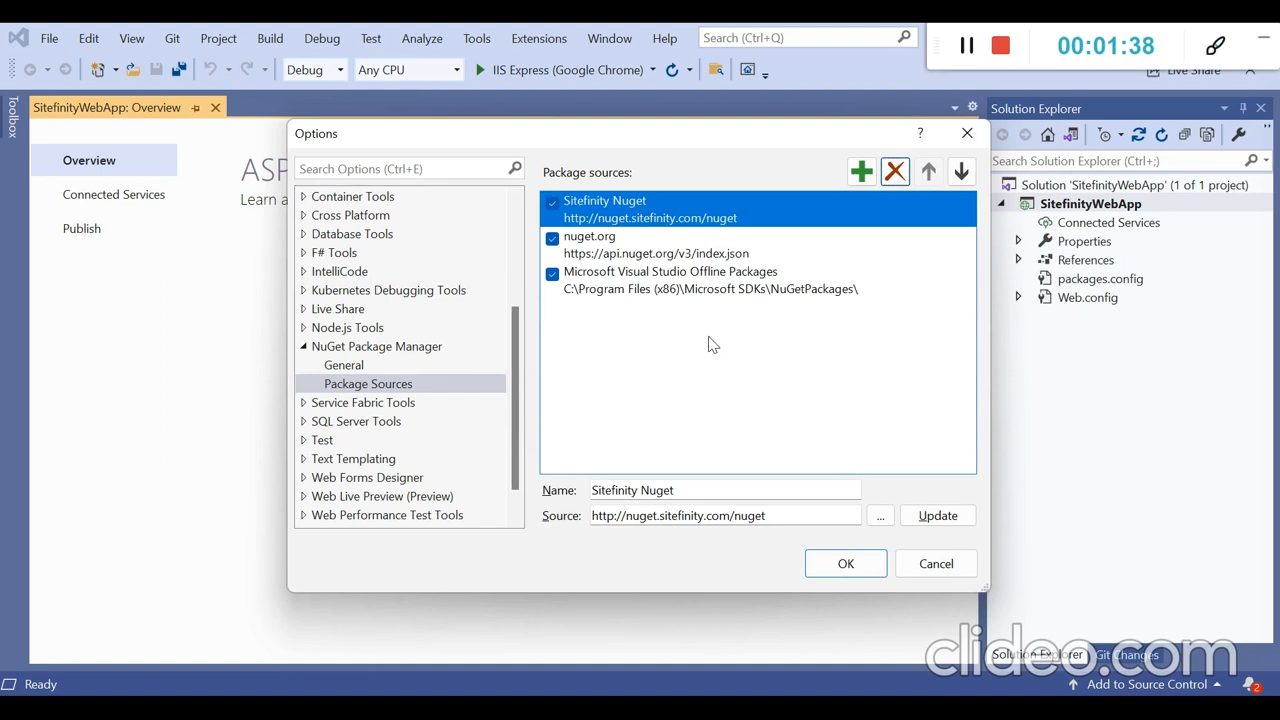 File Edit View Git Project Build Debug Test Analyze Tools Extensions Window Help Search (Ctrl+Q)
00:01:38
Debug Any CPU IIS Express (Google Chrome) Live Share
Toolbox
SitefinityWebApp: Overview
Overview
Connected Services
Publish
ASP
Learn a
Options
Search Options (Ctrl+E)
Container Tools
Cross Platform
Database Tools
F# Tools
IntelliCode
Kubernetes Debugging Tools
Live Share
Node.js Tools
NuGet Package Manager
General
Package Sources
Service Fabric Tools
SQL Server Tools
Test
Text Templating
Web Forms Designer
Web Live Preview (Preview)
Web Performance Test Tools
Package sources:
Sitefinity Nuget
http://nuget.sitefinity.com/nuget
nuget.org
https://api.nuget.org/v3/index.json
Microsoft Visual Studio Offline Packages
C:\Program Files (x86)\Microsoft SDKs\NuGetPackages\
Name: Sitefinity Nuget
Source: http://nuget.sitefinity.com/nuget ... Update
OK Cancel
Solution Explorer
Search Solution Explorer (Ctrl+;)
Solution 'SitefinityWebApp' (1 of 1 project)
SitefinityWebApp
Connected Services
Properties
References
packages.config
Web.config
Solution Explorer Git Changes
clideo.com
Ready Add to Source Control 2